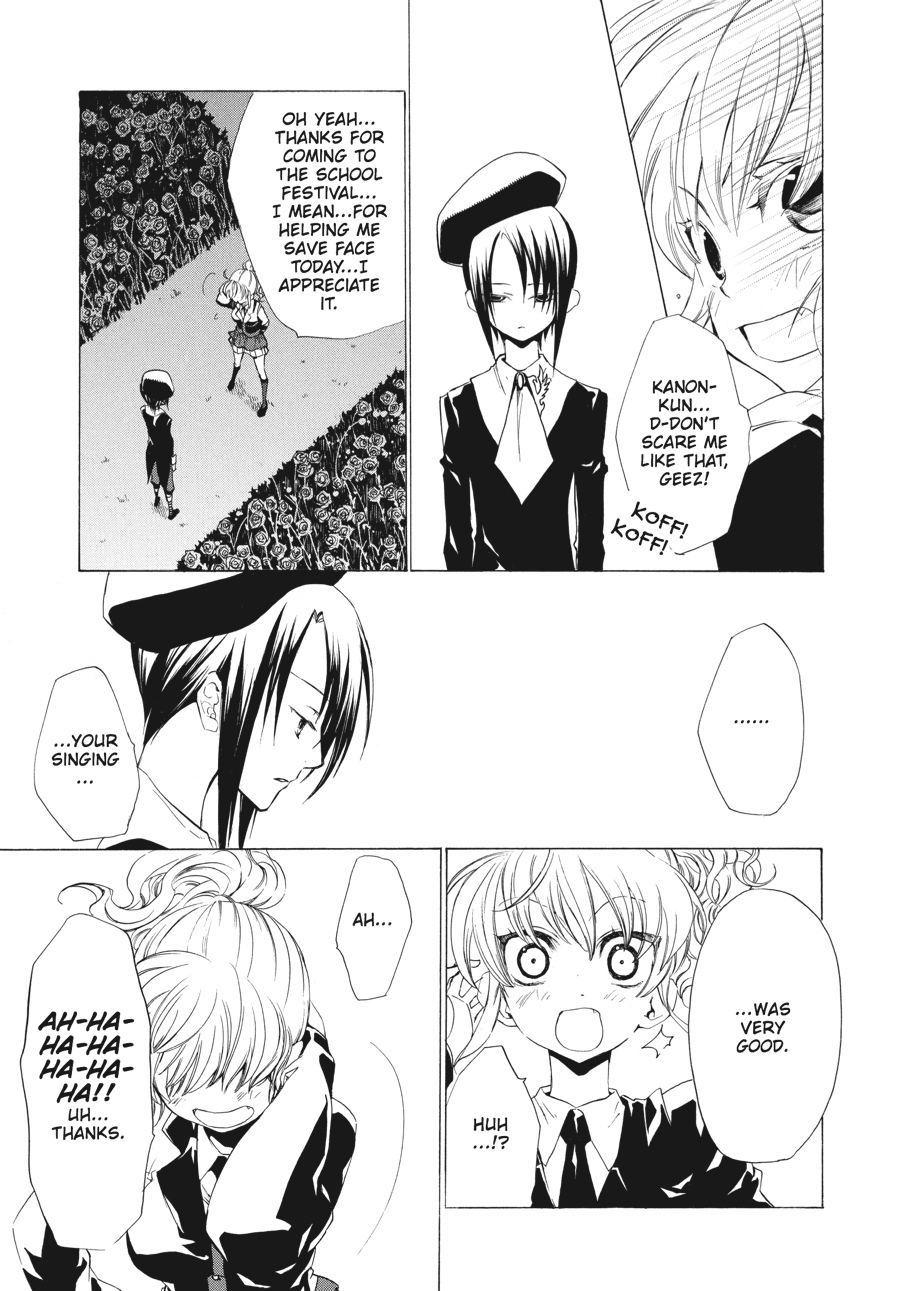 KANON-
KUN...
D-DON'T
SCARE ME
LIKE THAT,
GEEZ!
KOFF!
KOFF!
OH YEAH...
THANKS FOR
COMING TO
THE SCHOOL
FESTIVAL...
I MEAN...FOR
HELPING ME
SAVE FACE
TODAY...I
APPRECIATE
IT.
......
...YOUR
SINGING
...
...WAS
VERY
GOOD.
HUH
...!?
AH...
AH-HA-
HA-HA-
HA-HA-
HA!!
UH...
THANKS.